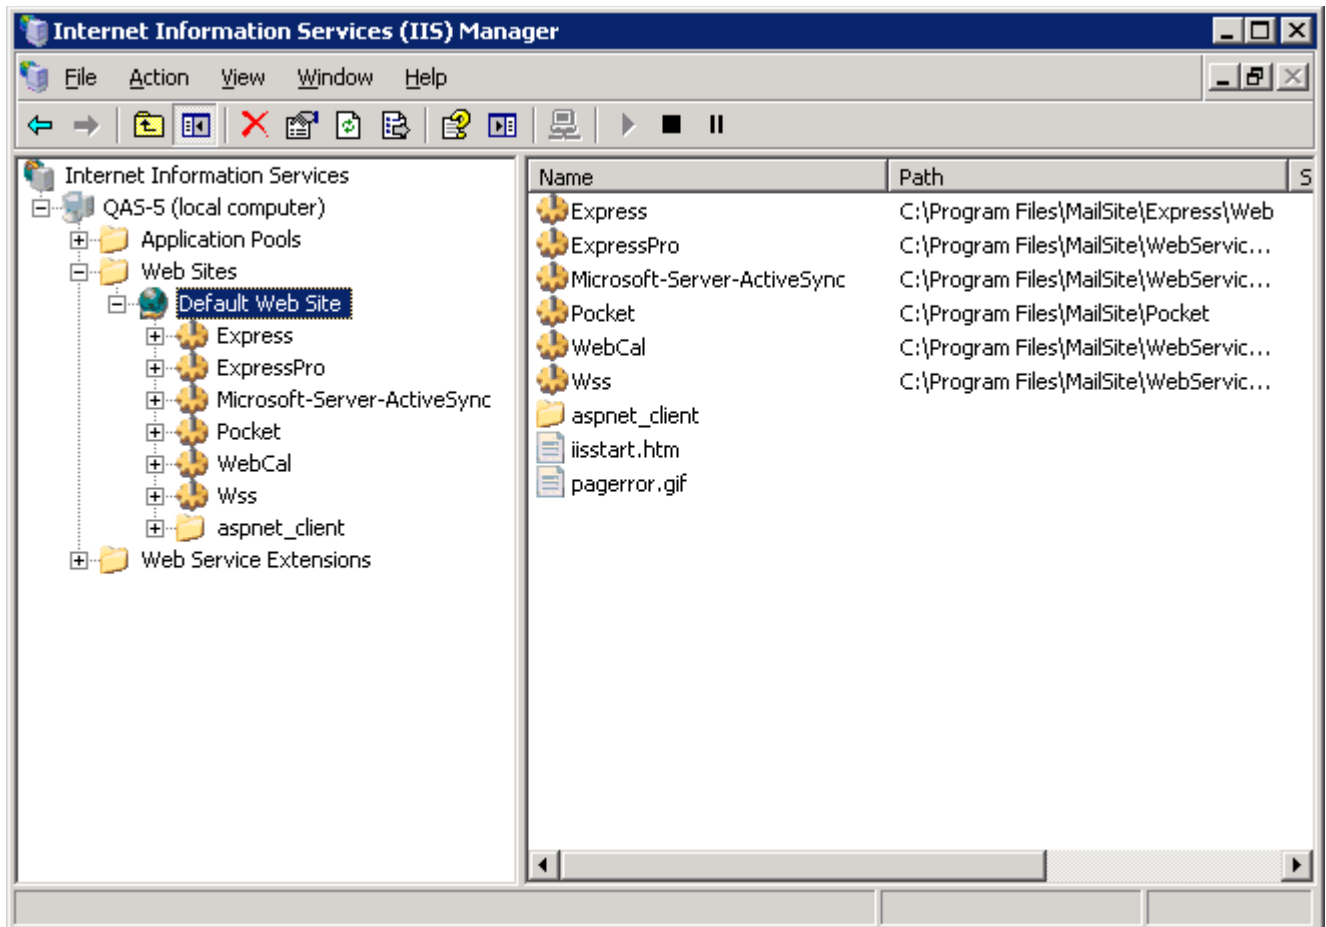 Internet Information Services (IIS) Manager
File Action View Window Help
Internet Information Services
QAS-5 (local computer)
Application Pools
Web Sites
Default Web Site
Express
ExpressPro
Microsoft-Server-ActiveSync
Pocket
WebCal
Wss
aspnet_client
Web Service Extensions
Name Path S
Express C:\Program Files\MailSite\Express\Web
ExpressPro C:\Program Files\MailSite\WebServic...
Microsoft-Server-ActiveSync C:\Program Files\MailSite\WebServic...
Pocket C:\Program Files\MailSite\Pocket
WebCal C:\Program Files\MailSite\WebServic...
Wss C:\Program Files\MailSite\WebServic...
aspnet_client
iisstart.htm
pagerror.gif